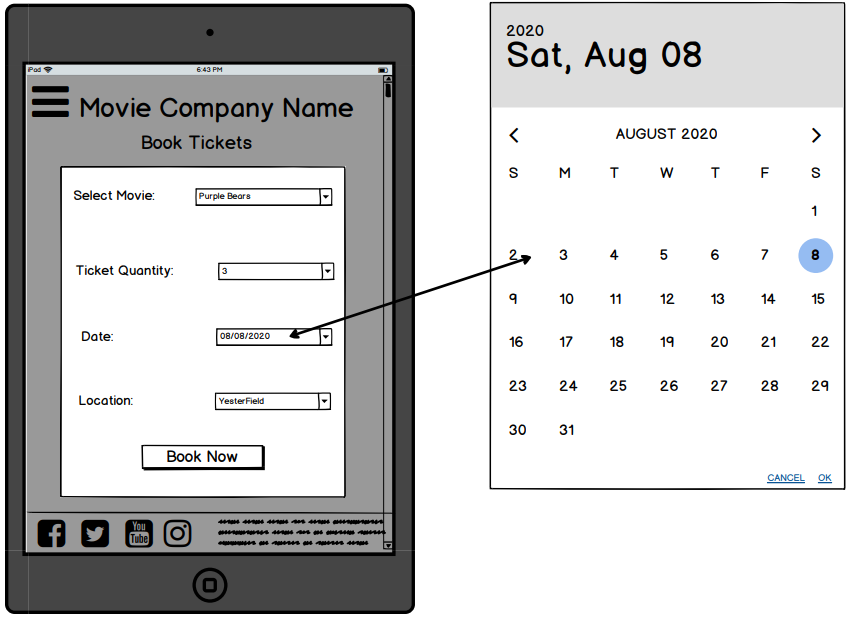 iPad
6:43 PM
Movie Company Name
Book Tickets
Select Movie:
Purple Bears
Ticket Quantity:
3
Date:
08/08/2020
Location:
YesterField
Book Now
You
Tube
2020
Sat, Aug 08
AUGUST 2020
S M T W T F S
1
2 3 4 5 6 7 8
9 10 11 12 13 14 15
16 17 18 19 20 21 22
23 24 25 26 27 28 29
30 31
CANCEL OK